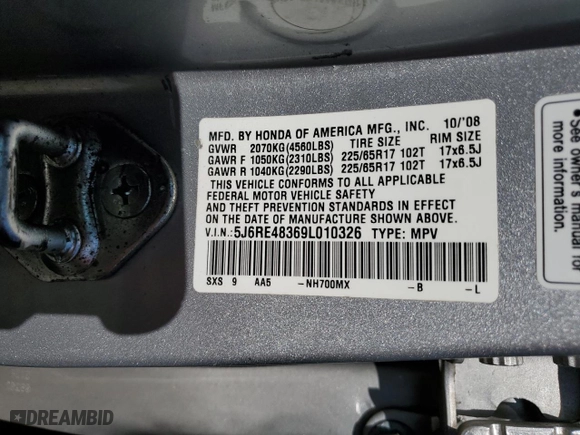 MFD. BY HONDA OF AMERICA MFG., INC. 10/'08
GVWR 2070KG(4560LBS) TIRE SIZE RIM SIZE
GAWR F 1050KG(2310LBS) 225/65R17 102T 17x6.5J
GAWR R 1040KG(2290LBS) 225/65R17 102T 17x6.5J
THIS VEHICLE CONFORMS TO ALL APPLICABLE
FEDERAL MOTOR VEHICLE SAFETY
AND THEFT PREVENTION STANDARDS IN EFFECT ON
THE DATE OF MANUFACTURE SHOWN ABOVE.
V.I.N.: 5J6RE48369L010326 TYPE: MPV
SXS 9 AA5 -NH700MX -B -L
See owner's
manual for
DREAMBID